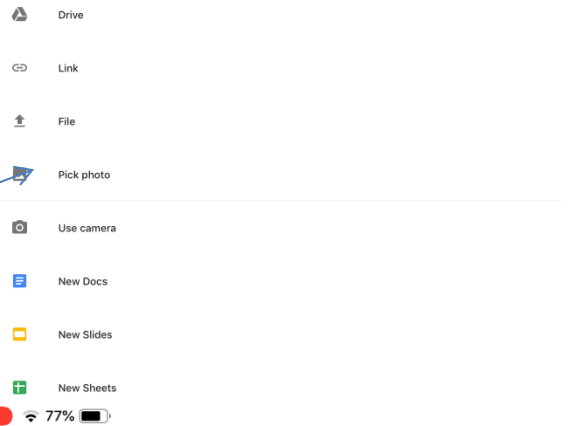 Drive
Link
File
Pick photo
Use camera
New Docs
New Slides
New Sheets
77%